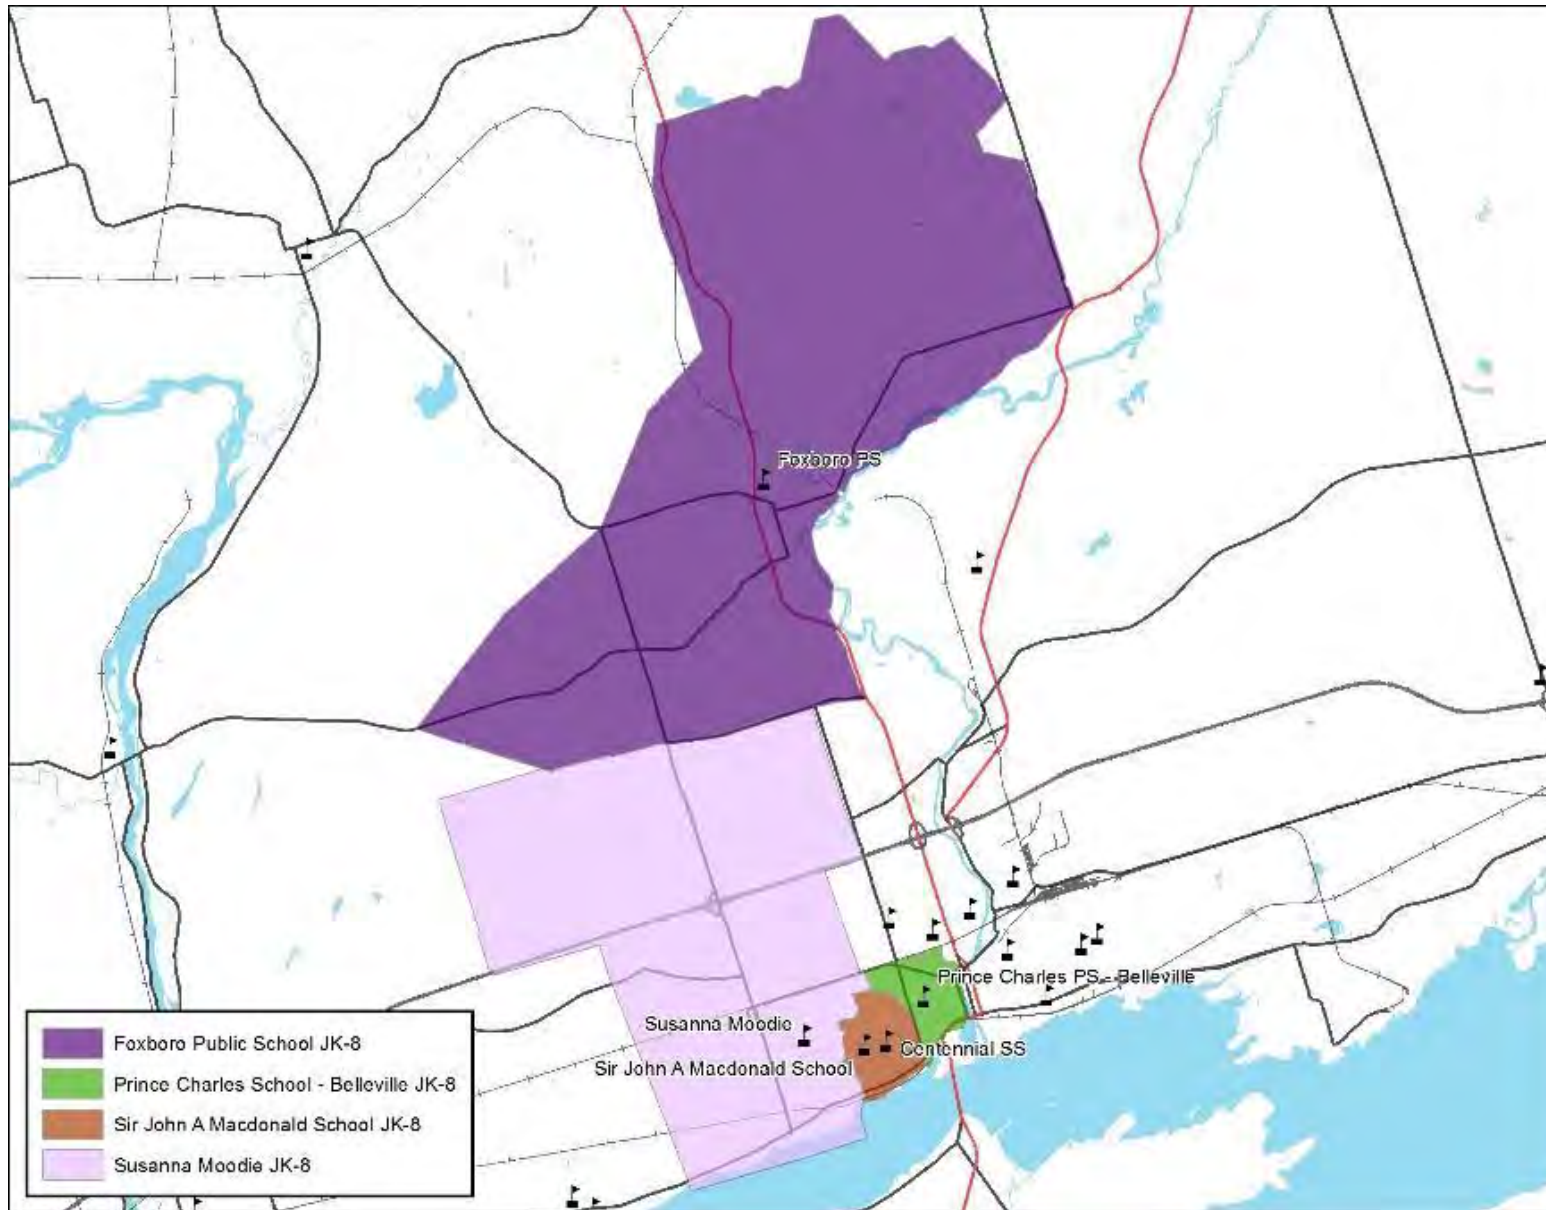 Foxboro PS
Prince Charles PS - Belleville
Susanna Moodie
Centennial SS
Sir John A Macdonald School
Foxboro Public School JK-8
Prince Charles School - Belleville JK-8
Sir John A Macdonald School JK-8
Susanna Moodie JK-8